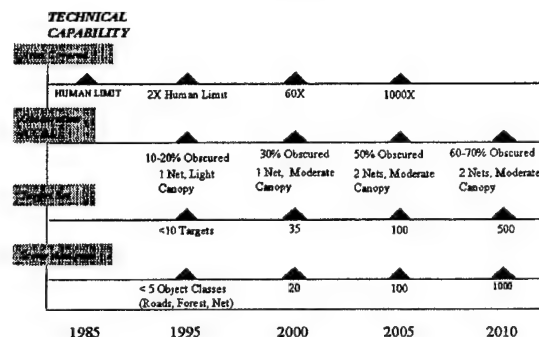 TECHNICAL
CAPABILITY
HUMAN LIMIT 2X Human Limit 60X 1000X
10-20% Obscured 30% Obscured 50% Obscured 60-70% Obscured
1 Net, Light 1 Net, Moderate 2 Nets, Moderate 2 Nets, Moderate
Canopy Canopy Canopy Canopy
<10 Targets 35 100 500
< 5 Object Classes 20 100 1000
(Roads, Forest, Net)
1985 1995 2000 2005 2010